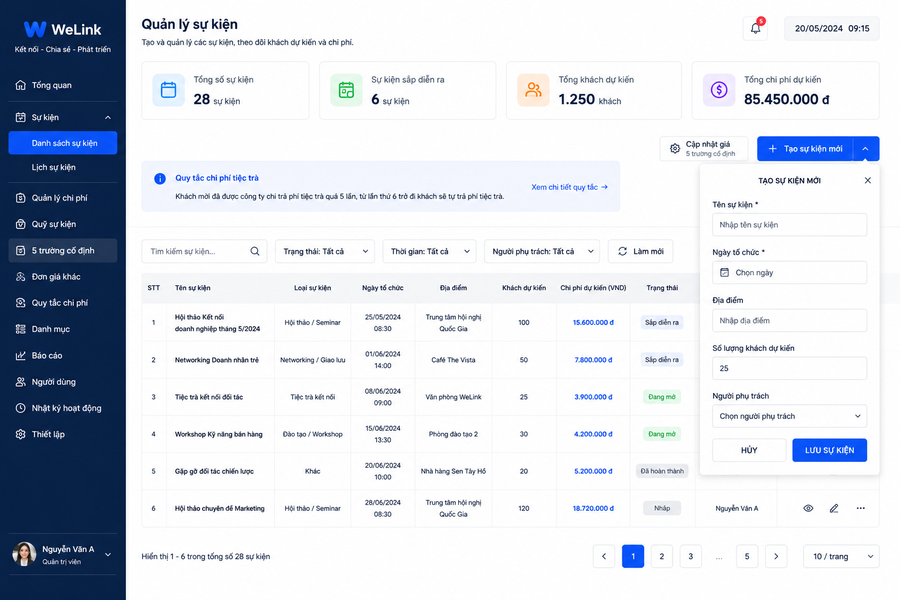 WeLink
Kết nối - Chia sẻ - Phát triển
Tổng quan
Sự kiện
Danh sách sự kiện
Lịch sự kiện
Quản lý chi phí
Quỹ sự kiện
5 trường cố định
Đơn giá khác
Quy tắc chi phí
Danh mục
Báo cáo
Người dùng
Nhật ký hoạt động
Thiết lập
Nguyễn Văn A
Quản trị viên
Quản lý sự kiện
Tạo và quản lý các sự kiện, theo dõi khách dự kiến và chi phí.
5
20/05/2024 09:15
Tổng số sự kiện
28 sự kiện
Sự kiện sắp diễn ra
6 sự kiện
Tổng khách dự kiến
1.250 khách
Tổng chi phí dự kiến
85.450.000 đ
Cập nhật giá
5 trường cố định
+ Tạo sự kiện mới
Quy tắc chi phí tiệc trà
Khách mời đã được công ty chi trả phí tiệc trà quá 5 lần, từ lần thứ 6 trở đi khách sẽ tự trả phí tiệc trà.
Xem chi tiết quy tắc →
Tìm kiếm sự kiện...
Trạng thái: Tất cả
Thời gian: Tất cả
Người phụ trách: Tất cả
Làm mới
STT Tên sự kiện Loại sự kiện Ngày tổ chức Địa điểm Khách dự kiến Chi phí dự kiến (VND) Trạng thái
1 Hội thảo Kết nối doanh nghiệp tháng 5/2024 Hội thảo / Seminar 25/05/2024 08:30 Trung tâm hội nghị Quốc Gia 100 15.600.000 đ Sắp diễn ra
2 Networking Doanh nhân trẻ Networking / Giao lưu 01/06/2024 14:00 Café The Vista 50 7.800.000 đ Sắp diễn ra
3 Tiệc trà kết nối đối tác Tiệc trà kết nối 08/06/2024 09:00 Văn phòng WeLink 25 3.900.000 đ Đang mở
4 Workshop Kỹ năng bán hàng Đào tạo / Workshop 15/06/2024 13:30 Phòng đào tạo 2 30 4.200.000 đ Đang mở
5 Gặp gỡ đối tác chiến lược Khác 20/06/2024 10:00 Nhà hàng Sen Tây Hồ 20 5.200.000 đ Đã hoàn thành
6 Hội thảo chuyên đề Marketing Hội thảo / Seminar 28/06/2024 08:30 Trung tâm hội nghị Quốc Gia 120 18.720.000 đ Nháp Nguyễn Văn A
Hiển thị 1 - 6 trong tổng số 28 sự kiện
1 2 3 ... 5
10 / trang
TẠO SỰ KIỆN MỚI
Tên sự kiện *
Nhập tên sự kiện
Ngày tổ chức *
Chọn ngày
Địa điểm
Nhập địa điểm
Số lượng khách dự kiến
25
Người phụ trách
Chọn người phụ trách
HỦY
LƯU SỰ KIỆN